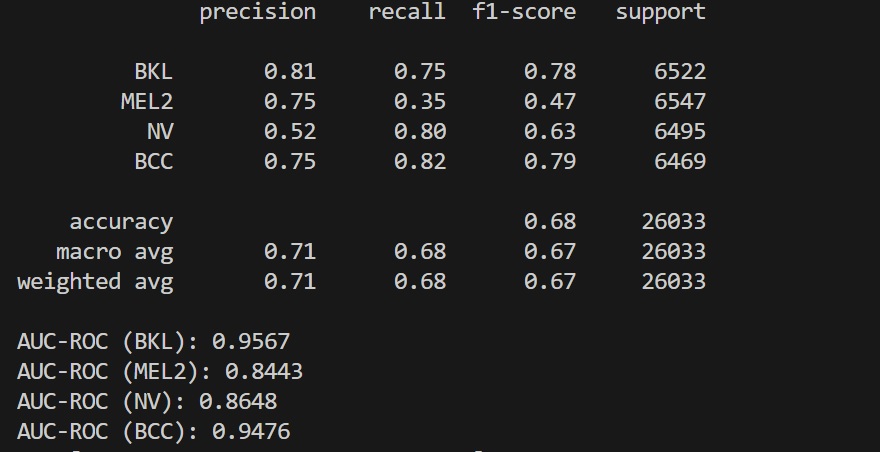 precision recall f1-score support
BKL 0.81 0.75 0.78 6522
MEL2 0.75 0.35 0.47 6547
NV 0.52 0.80 0.63 6495
BCC 0.75 0.82 0.79 6469
accuracy 0.68 26033
macro avg 0.71 0.68 0.67 26033
weighted avg 0.71 0.68 0.67 26033
AUC-ROC (BKL): 0.9567
AUC-ROC (MEL2): 0.8443
AUC-ROC (NV): 0.8648
AUC-ROC (BCC): 0.9476